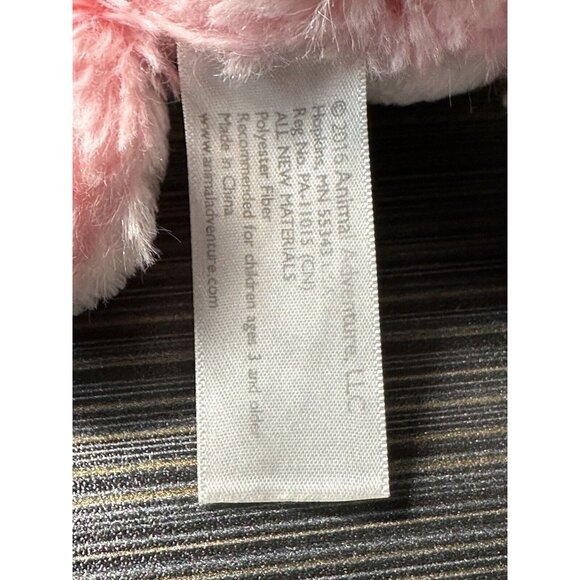 © 2016 Animal Adventure, LLC
Hopkins, MN 55343
Reg No. PA-11015 (CN)
ALL NEW MATERIALS
Polyester Fiber
Recommended for children ages 3 and older
Made in China
www.animaladventure.com